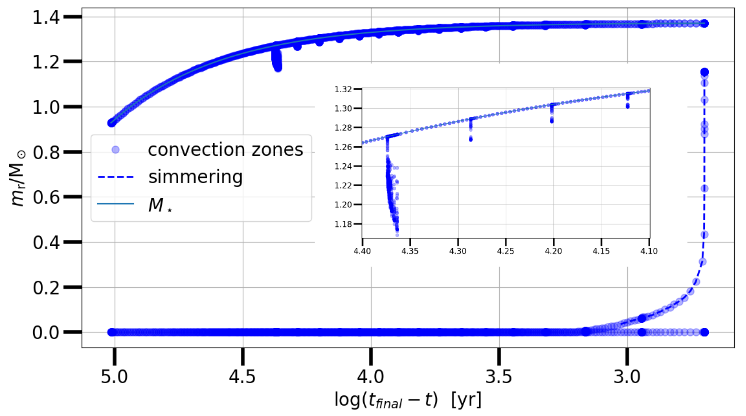 1.4
1.2
1.0
0.8
0.6
0.4
0.2
0.0
mᵣ/M☉
convection zones
simmering
M⋆
1.32
1.30
1.28
1.26
1.24
1.22
1.20
1.18
4.40 4.35 4.30 4.25 4.20 4.15 4.10
5.0 4.5 4.0 3.5 3.0
log(t_final − t) [yr]